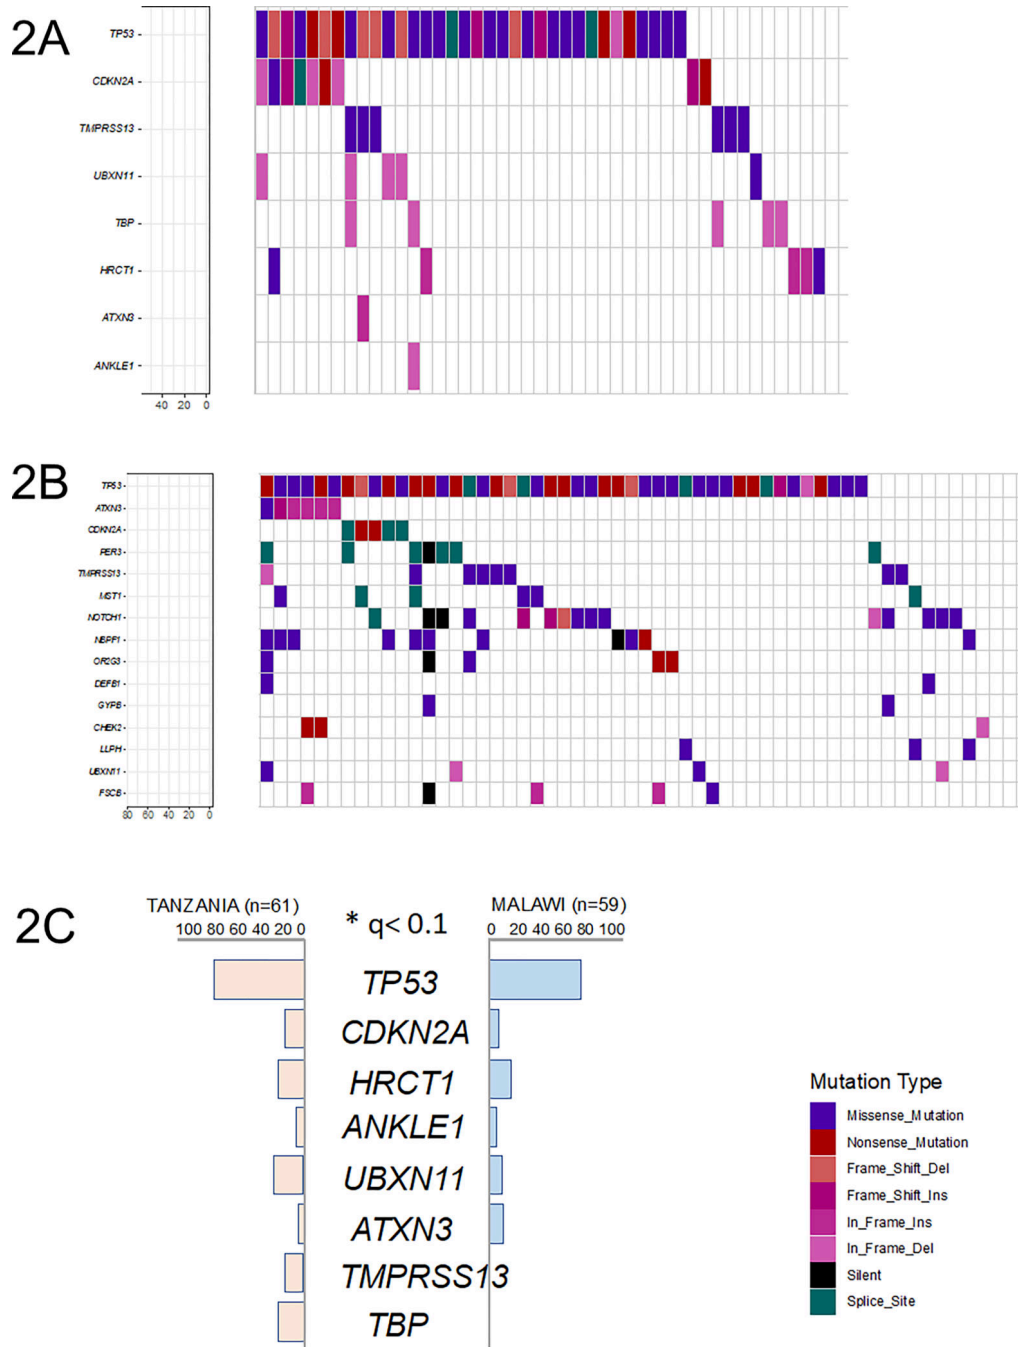 2A
TP53
CDKN2A
TMPRSS13
UBXN11
TBP
HRCT1
ATXN3
ANKLE1
40 20 0
2B
TP53
ATXN3
CDKN2A
PER3
TMPRSS13
MST1
NOTCH1
NBPF1
OR2G3
DEFB1
GYPB
CHEK2
LLPH
UBXN11
FSCB
80 60 40 20 0
2C
TANZANIA (n=61)
* q< 0.1
MALAWI (n=59)
100 80 60 40 20 0
0 20 40 60 80 100
TP53
CDKN2A
HRCT1
ANKLE1
UBXN11
ATXN3
TMPRSS13
TBP
Mutation Type
Missense_Mutation
Nonsense_Mutation
Frame_Shift_Del
Frame_Shift_Ins
In_Frame_Ins
In_Frame_Del
Silent
Splice_Site